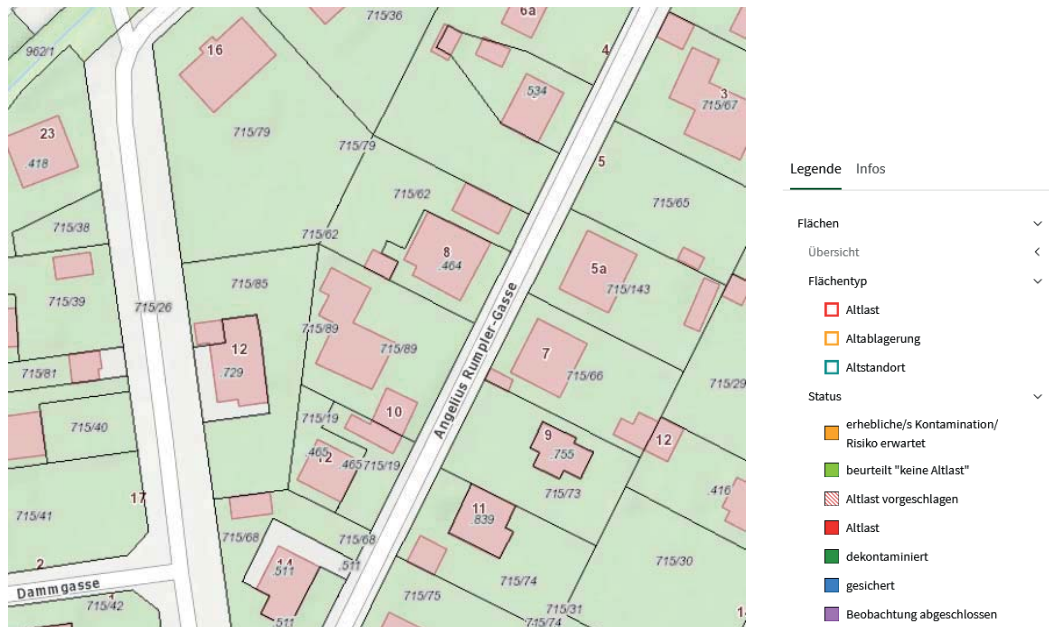 715/36
6a
962/1
16
4
3
.534
715/67
23
715/79
.418
715/79
5
715/62
715/65
715/38
715/62
8
.464
5a
715/39
715/26
715/85
715/143
715/89
12
715/89
7
715/81
.729
715/66
715/29
Angelius Rumpler-Gasse
715/40
10
715/19
9
12
.465
12
465
715/19
.755
.416
17
715/73
715/41
11
.839
715/68
715/68
2
14
.511
.511
715/30
Dammgasse
715/74
715/42
715/75
715/31
.511
715/74
Legende
Infos
Flächen
Übersicht
Flächentyp
Altlast
Altablagerung
Altstandort
Status
erhebliche/s Kontamination/
Risiko erwartet
beurteilt "keine Altlast"
Altlast vorgeschlagen
Altlast
dekontaminiert
gesichert
Beobachtung abgeschlossen